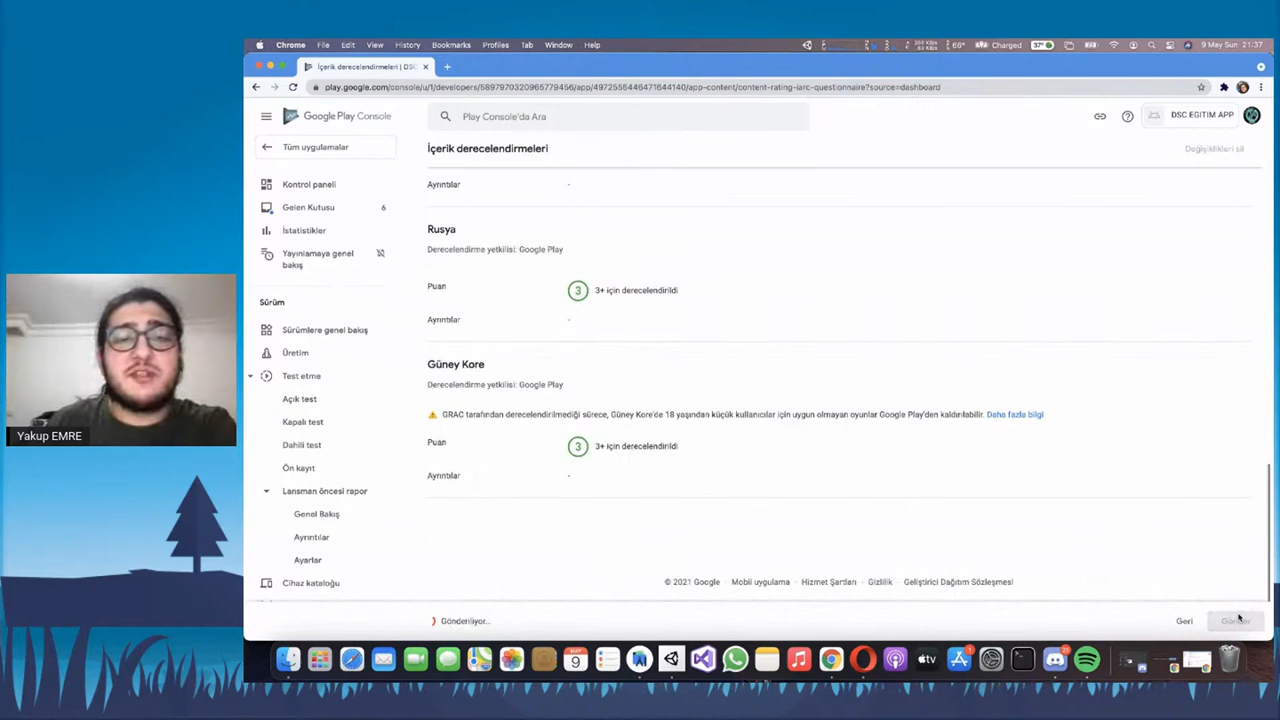 Chrome File Edit View History Bookmarks Profiles Tab Window Help
Charged 9 May Sun 21:37
İçerik derecelendirmeleri | DSC
play.google.com/console/u/1/developers/5897970320965779456/app/4972555446471644140/app-content/content-rating-iarc-questionnaire?source=dashboard
Google Play Console
Play Console'da Ara
DSC EGITIM APP
Tüm uygulamalar
İçerik derecelendirmeleri
Değişiklikleri sil
Kontrol paneli
Ayrıntılar -
Gelen Kutusu 6
İstatistikler
Rusya
Yayınlamaya genel bakış
Derecelendirme yetkilisi: Google Play
Puan 3 3+ için derecelendirildi
Sürüm
Sürümlere genel bakış
Ayrıntılar -
Üretim
Güney Kore
Test etme
Derecelendirme yetkilisi: Google Play
Açık test
GRAC tarafından derecelendirilmediği sürece, Güney Kore'de 18 yaşından küçük kullanıcılar için uygun olmayan oyunlar Google Play'den kaldırılabilir. Daha fazla bilgi
Kapalı test
Puan 3 3+ için derecelendirildi
Dahili test
Ön kayıt
Ayrıntılar -
Lansman öncesi rapor
Genel Bakış
Ayrıntılar
Ayarlar
Cihaz kataloğu
© 2021 Google Mobil uygulama Hizmet Şartları Gizlilik Geliştirici Dağıtım Sözleşmesi
Gönderiliyor...
Geri
Gönder
Yakup EMRE